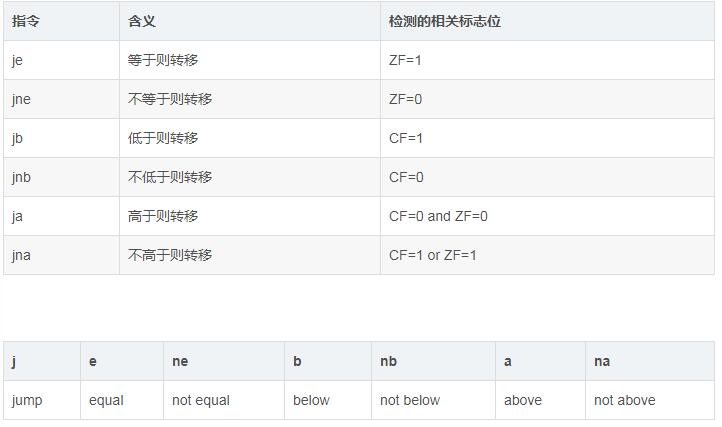 指令 含义 检测的相关标志位
je 等于则转移 ZF=1
jne 不等于则转移 ZF=0
jb 低于则转移 CF=1
jnb 不低于则转移 CF=0
ja 高于则转移 CF=0 and ZF=0
jna 不高于则转移 CF=1 or ZF=1
j e ne b nb a na
jump equal not equal below not below above not above